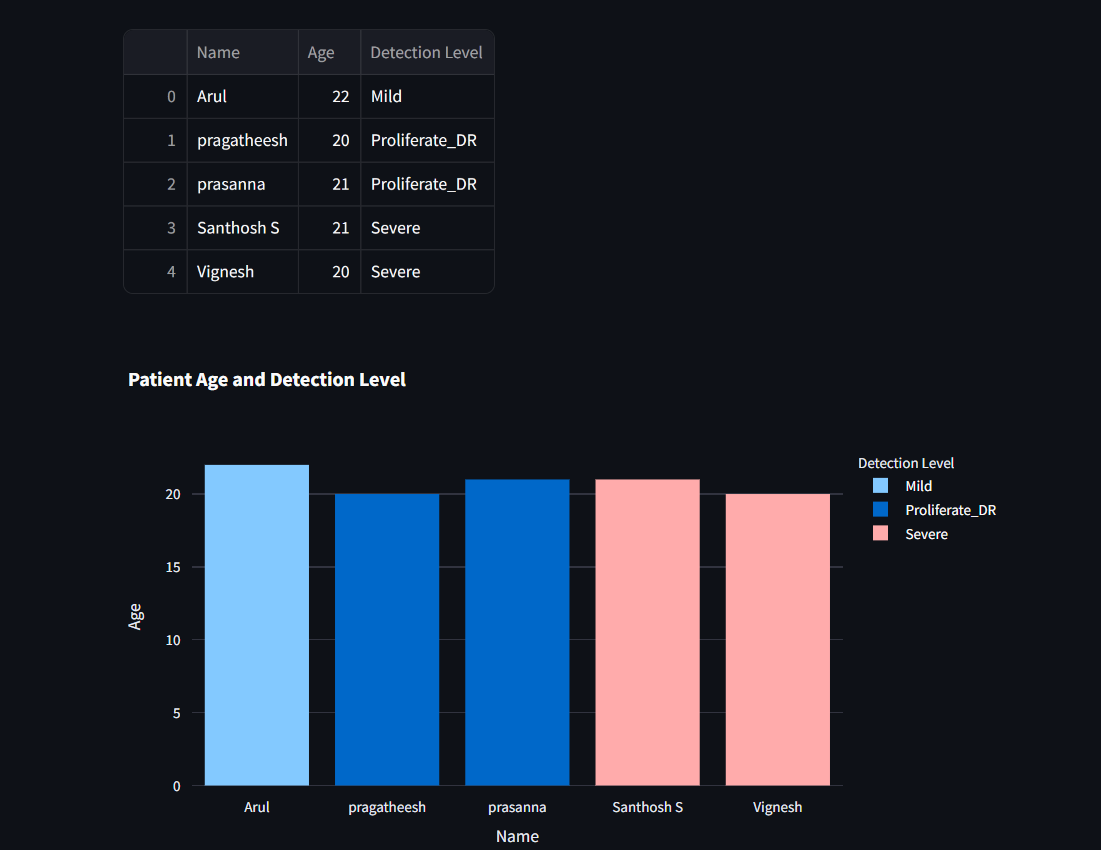 Name Age Detection Level
0 Arul 22 Mild
1 pragatheesh 20 Proliferate_DR
2 prasanna 21 Proliferate_DR
3 Santhosh S 21 Severe
4 Vignesh 20 Severe
Patient Age and Detection Level
Detection Level
Mild
Proliferate_DR
Severe
20
15
10
5
0
Age
Arul pragatheesh prasanna Santhosh S Vignesh
Name